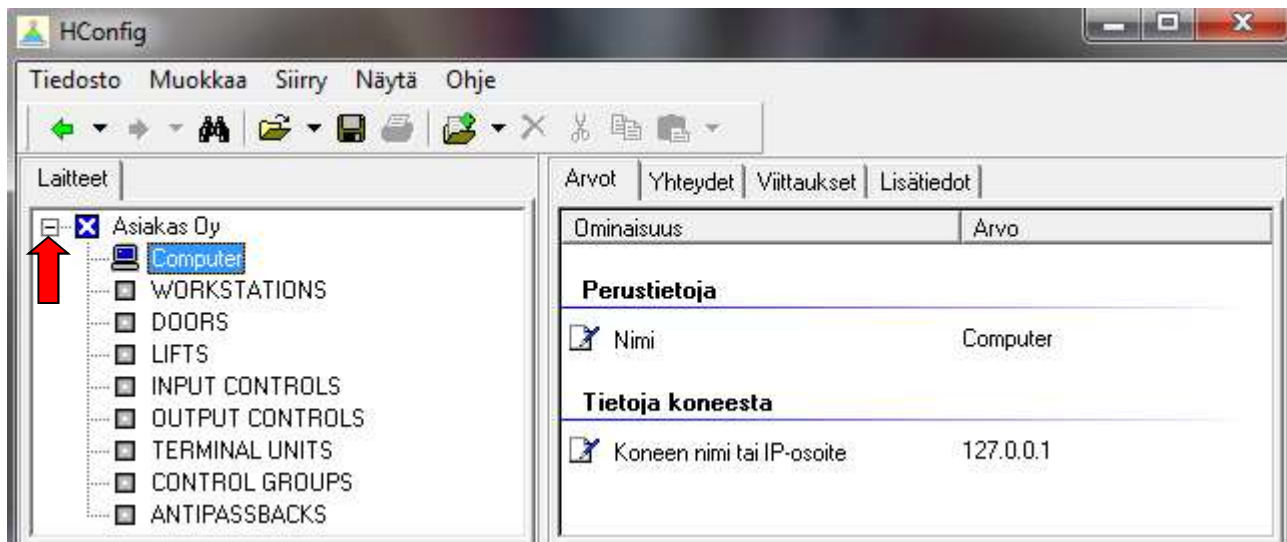 HConfig
Tiedosto Muokkaa Siirry Näytä Ohje
Laitteet
Asiakas Oy
Computer
WORKSTATIONS
DOORS
LIFTS
INPUT CONTROLS
OUTPUT CONTROLS
TERMINAL UNITS
CONTROL GROUPS
ANTIPASSBACKS
Arvot Yhteydet Viittaukset Lisätiedot
Ominaisuus Arvo
Perustietoja
Nimi Computer
Tietoja koneesta
Koneen nimi tai IP-osoite 127.0.0.1